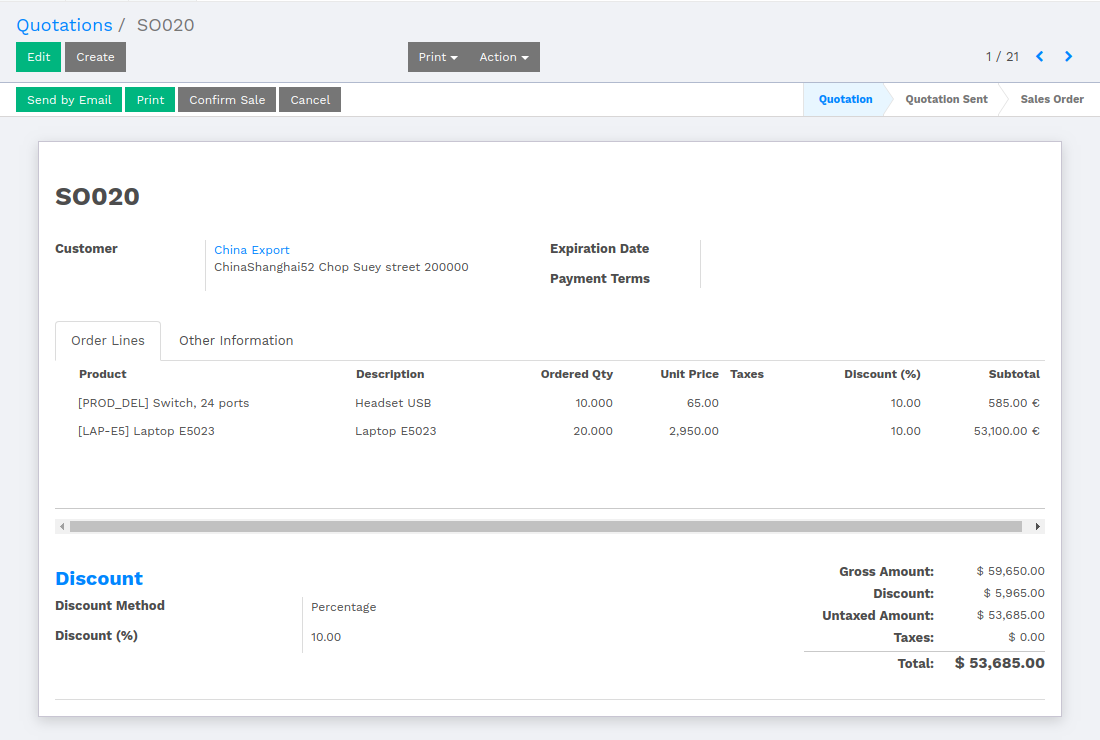 Quotations / SO020
Edit Create Print Action 1 / 21
Send by Email Print Confirm Sale Cancel Quotation Quotation Sent Sales Order
SO020
Customer China Export Expiration Date
ChinaShanghai52 Chop Suey street 200000
Payment Terms
Order Lines Other Information
Product Description Ordered Qty Unit Price Taxes Discount (%) Subtotal
[PROD_DEL] Switch, 24 ports Headset USB 10.000 65.00 10.00 585.00 €
[LAP-E5] Laptop E5023 Laptop E5023 20.000 2,950.00 10.00 53,100.00 €
Discount
Discount Method Percentage
Discount (%) 10.00
Gross Amount: $ 59,650.00
Discount: $ 5,965.00
Untaxed Amount: $ 53,685.00
Taxes: $ 0.00
Total: $ 53,685.00